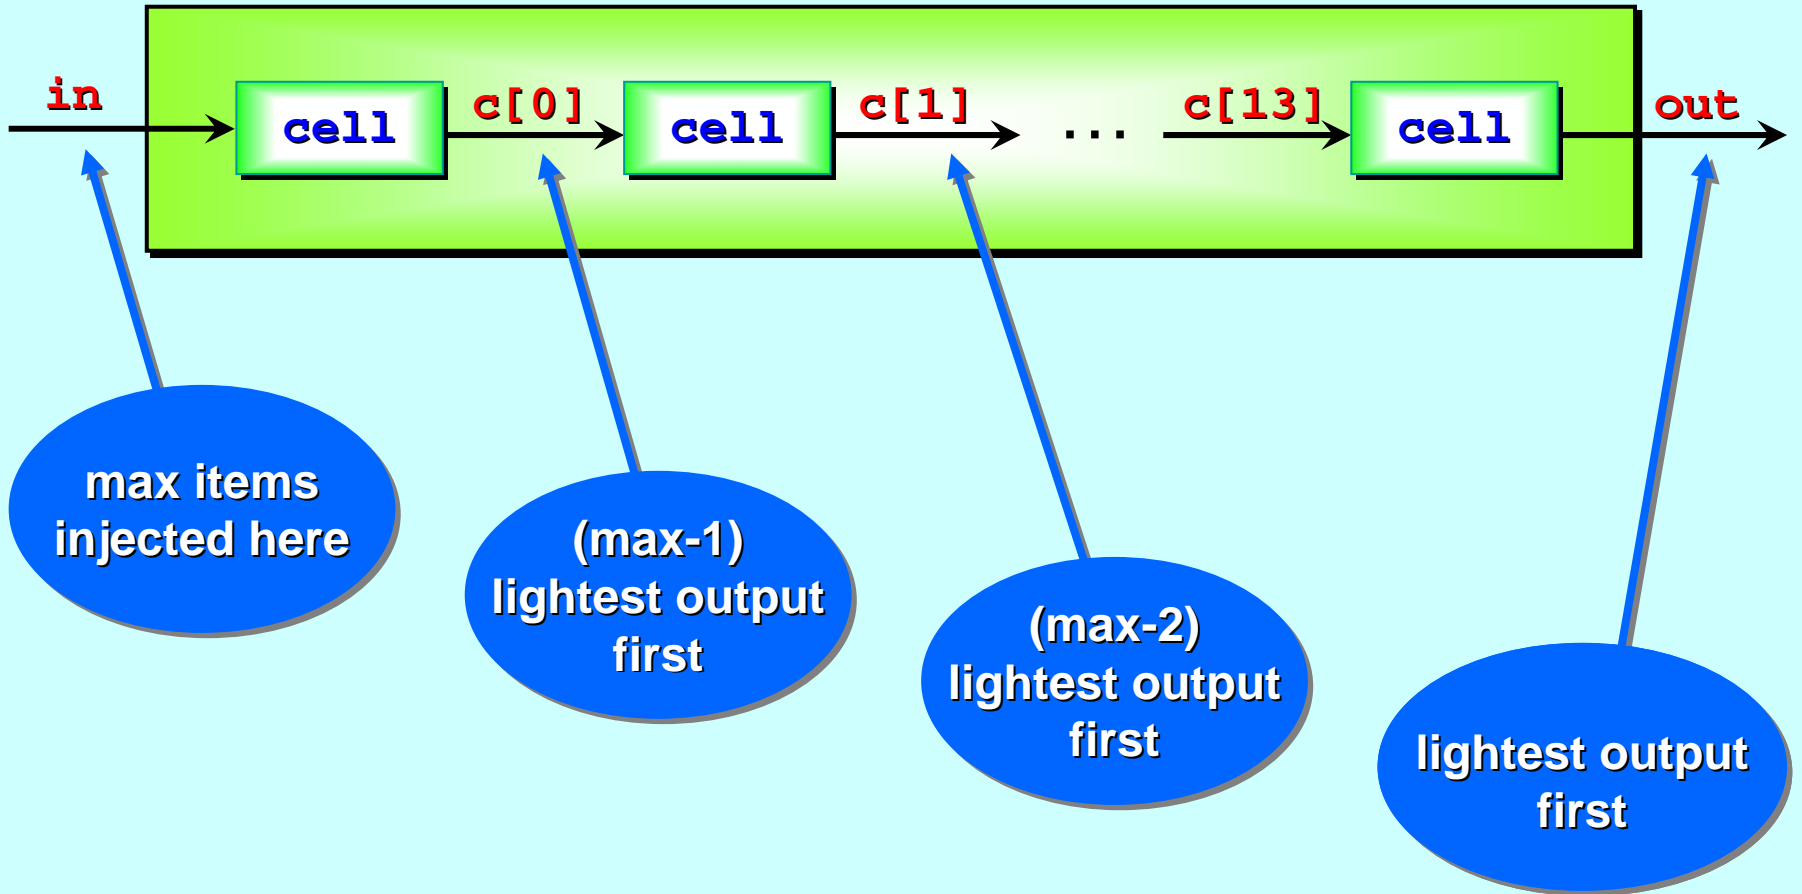 in
cell
c[0]
cell
c[1]
...
c[13]
cell
out
max items
injected here
(max-1)
lightest output
first
(max-2)
lightest output
first
lightest output
first